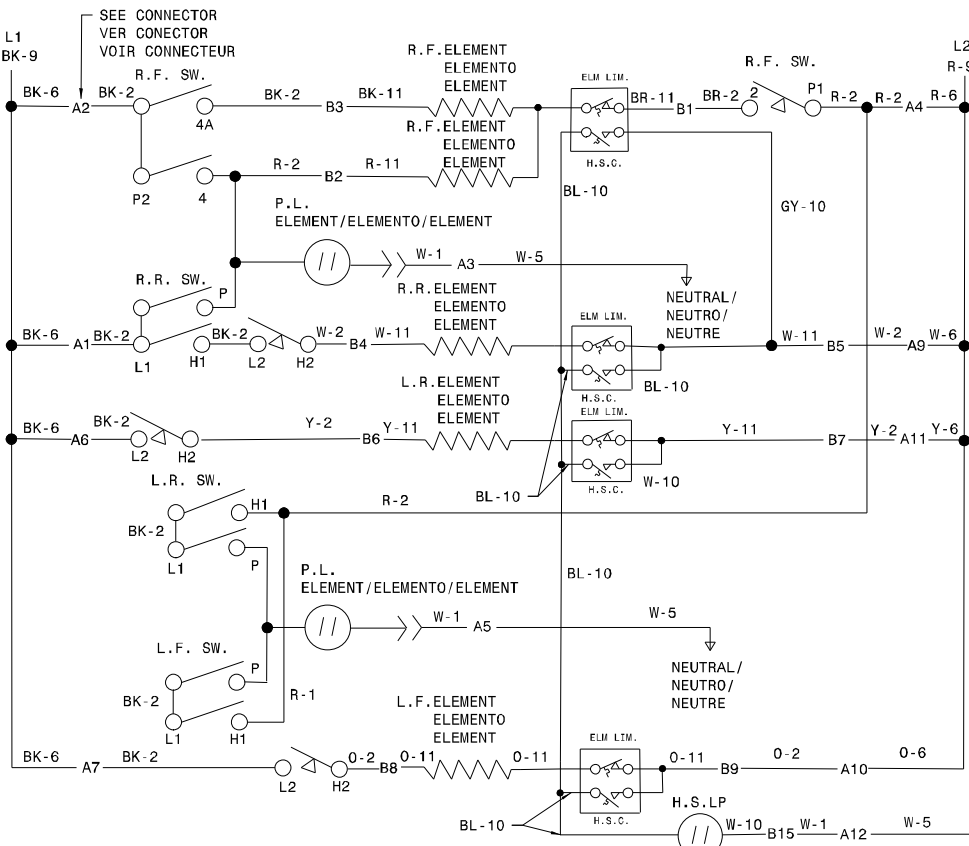 SEE CONNECTOR
VER CONECTOR
VOIR CONNECTEUR
L1
BK-9
L2
R-9
R.F. SW.
R.F.ELEMENT
ELEMENTO
ELEMENT
ELM LIM.
R.F. SW.
BK-6
A2
BK-2
4A
BK-2
B3
BK-11
BR-11
B1
BR-2
2
P1
R-2
R-2
A4
R-6
R.F.ELEMENT
ELEMENTO
ELEMENT
H.S.C.
P2
4
R-2
B2
R-11
BL-10
GY-10
P.L.
ELEMENT/ELEMENTO/ELEMENT
W-1
A3
W-5
NEUTRAL/
NEUTRO/
NEUTRE
R.R. SW.
P
R.R.ELEMENT
ELEMENTO
ELEMENT
ELM LIM.
BK-6
A1
BK-2
L1
H1
BK-2
L2
H2
W-2
B4
W-11
W-11
B5
W-2
A9
W-6
BL-10
H.S.C.
L.R.ELEMENT
ELEMENTO
ELEMENT
ELM LIM.
BK-6
A6
BK-2
L2
H2
Y-2
B6
Y-11
Y-11
B7
Y-2
A11
Y-6
W-10
H.S.C.
BL-10
L.R. SW.
H1
R-2
BK-2
L1
P
BL-10
P.L.
ELEMENT/ELEMENTO/ELEMENT
W-1
A5
W-5
NEUTRAL/
NEUTRO/
NEUTRE
L.F. SW.
P
BK-2
L1
H1
R-1
L.F.ELEMENT
ELEMENTO
ELEMENT
ELM LIM.
BK-6
A7
BK-2
L2
H2
O-2
B8
O-11
O-11
O-11
B9
O-2
A10
O-6
H.S.C.
BL-10
H.S.LP
W-10
B15
W-1
A12
W-5